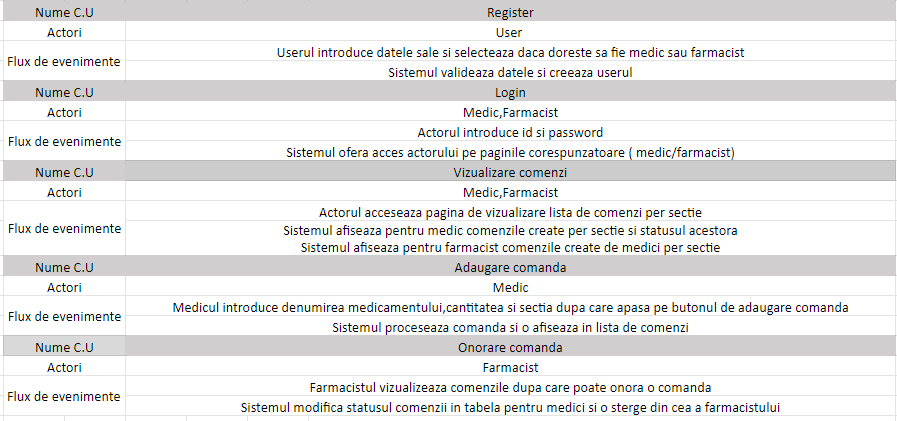 Nume C.U Register
Actori User
Flux de evenimente
Userul introduce datele sale si selecteaza daca doreste sa fie medic sau farmacist
Sistemul valideaza datele si creeaza userul
Nume C.U Login
Actori Medic,Farmacist
Flux de evenimente
Actorul introduce id si password
Sistemul ofera acces actorului pe paginile corespunzatoare ( medic/farmacist)
Nume C.U Vizualizare comenzi
Actori Medic,Farmacist
Flux de evenimente
Actorul acceseaza pagina de vizualizare lista de comenzi per sectie
Sistemul afiseaza pentru medic comenzile create per sectie si statusul acestora
Sistemul afiseaza pentru farmacist comenzile create de medici per sectie
Nume C.U Adaugare comanda
Actori Medic
Flux de evenimente
Medicul introduce denumirea medicamentului,cantitatea si sectia dupa care apasa pe butonul de adaugare comanda
Sistemul proceseaza comanda si o afiseaza in lista de comenzi
Nume C.U Onorare comanda
Actori Farmacist
Flux de evenimente
Farmacistul vizualizeaza comenzile dupa care poate onora o comanda
Sistemul modifica statusul comenzii in tabela pentru medici si o sterge din cea a farmacistului